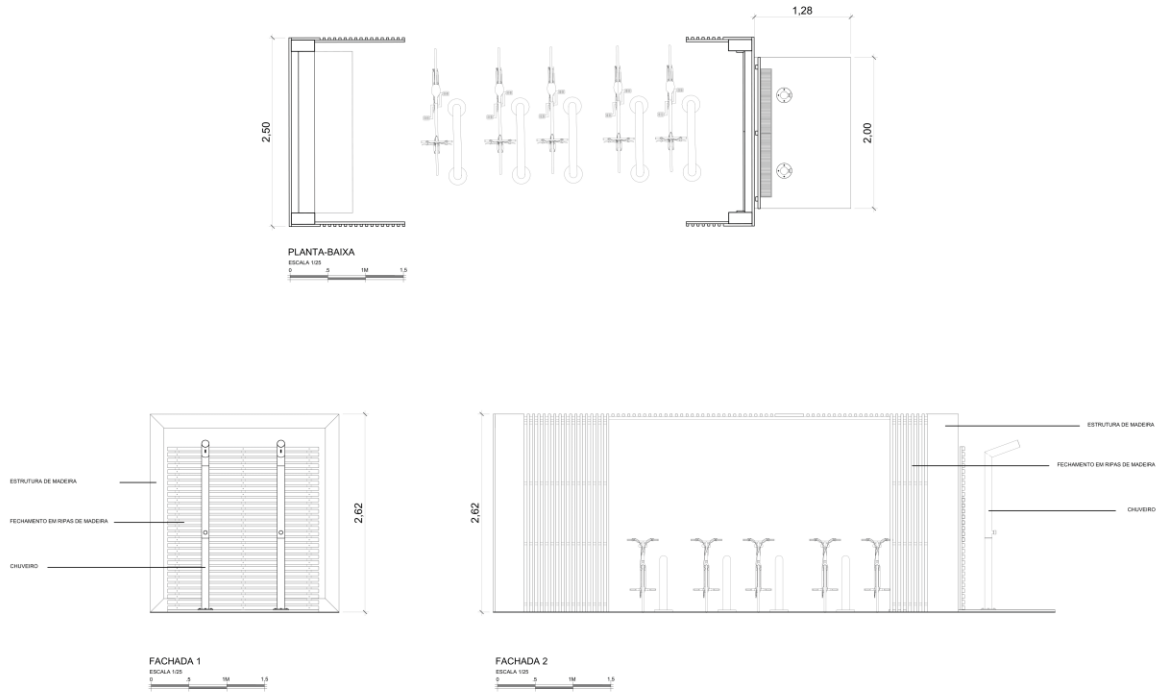 1,28
2,50
2,00
PLANTA-BAIXA
ESCALA 1/25
0 .5 1M 1,5
ESTRUTURA DE MADEIRA
FECHAMENTO EM RIPAS DE MADEIRA
CHUVEIRO
2,62
FACHADA 1
ESCALA 1/25
0 .5 1M 1,5
2,62
ESTRUTURA DE MADEIRA
FECHAMENTO EM RIPAS DE MADEIRA
CHUVEIRO
FACHADA 2
ESCALA 1/25
0 .5 1M 1,5